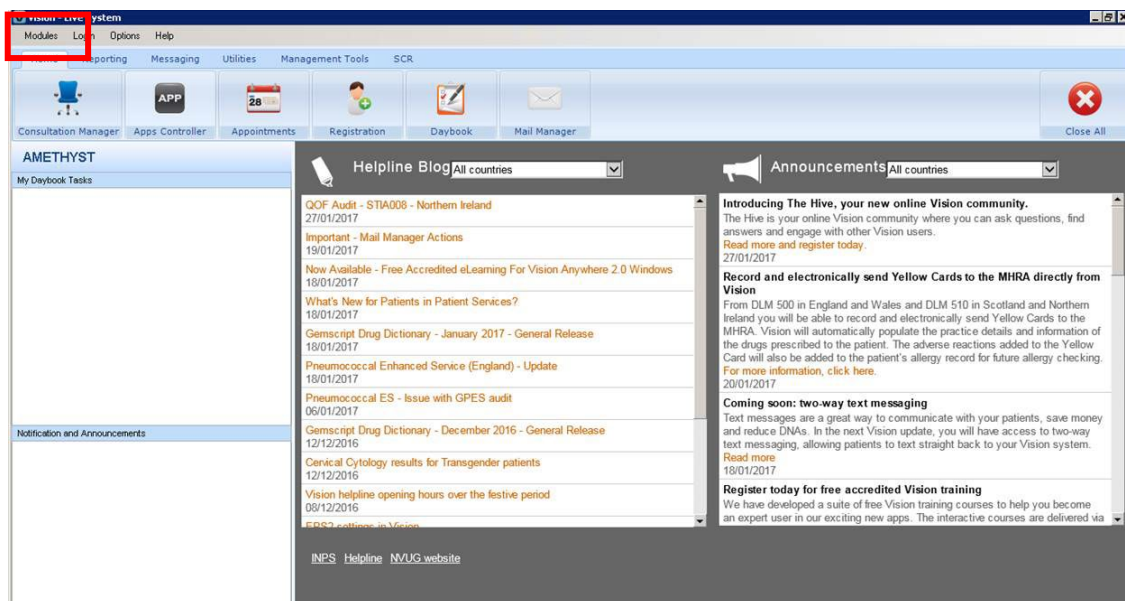 Vision - Live System
Modules Login Options Help
Home Reporting Messaging Utilities Management Tools SCR
APP
28
Consultation Manager Apps Controller Appointments Registration Daybook Mail Manager Close All
AMETHYST
My Daybook Tasks
Notification and Announcements
Helpline Blog All countries
QOF Audit - STIA008 - Northern Ireland
27/01/2017
Important - Mail Manager Actions
19/01/2017
Now Available - Free Accredited eLearning For Vision Anywhere 2.0 Windows
18/01/2017
What's New for Patients in Patient Services?
18/01/2017
Gemscript Drug Dictionary - January 2017 - General Release
18/01/2017
Pneumococcal Enhanced Service (England) - Update
18/01/2017
Pneumococcal ES - Issue with GPES audit
06/01/2017
Gemscript Drug Dictionary - December 2016 - General Release
12/12/2016
Cervical Cytology results for Transgender patients
12/12/2016
Vision helpline opening hours over the festive period
08/12/2016
EPS2 settings in Vision
INPS Helpline NVUG website
Announcements All countries
Introducing The Hive, your new online Vision community.
The Hive is your online Vision community where you can ask questions, find
answers and engage with other Vision users.
Read more and register today.
27/01/2017
Record and electronically send Yellow Cards to the MHRA directly from
Vision
From DLM 500 in England and Wales and DLM 510 in Scotland and Northern
Ireland you will be able to record and electronically send Yellow Cards to the
MHRA. Vision will automatically populate the practice details and information of
the drugs prescribed to the patient. The adverse reactions added to the Yellow
Card will also be added to the patient's allergy record for future allergy checking.
For more information, click here.
20/01/2017
Coming soon: two-way text messaging
Text messages are a great way to communicate with your patients, save money
and reduce DNAs. In the next Vision update, you will have access to two-way
text messaging, allowing patients to text straight back to your Vision system.
Read more
18/01/2017
Register today for free accredited Vision training
We have developed a suite of free Vision training courses to help you become
an expert user in our exciting new apps. The interactive courses are delivered via